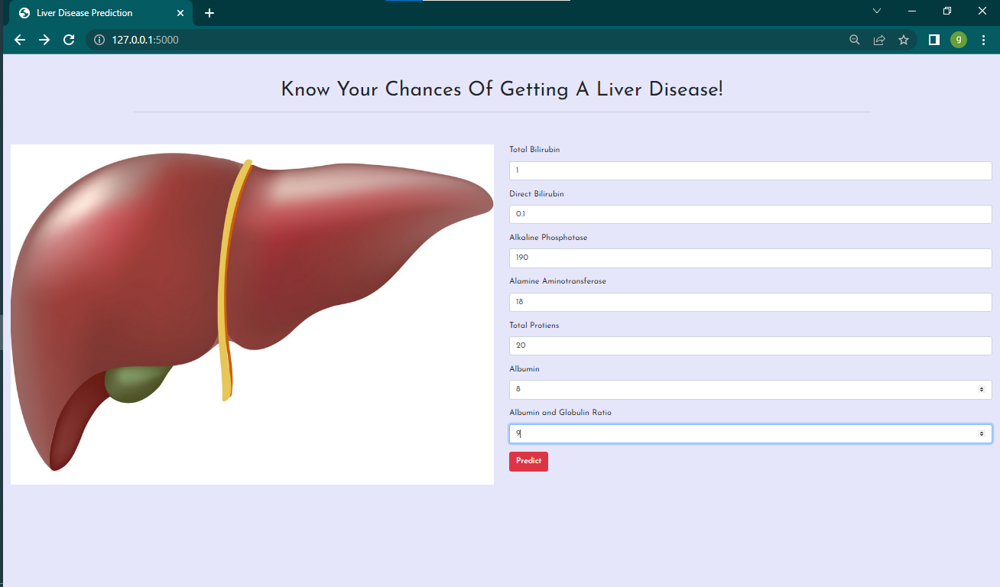 Liver Disease Prediction
127.0.0.1:5000
g
Know Your Chances Of Getting A Liver Disease!
Total Bilirubin
1
Direct Bilirubin
0.1
Alkaline Phosphotase
190
Alamine Aminotransferase
18
Total Protiens
20
Albumin
8
Albumin and Globulin Ratio
9
Predict